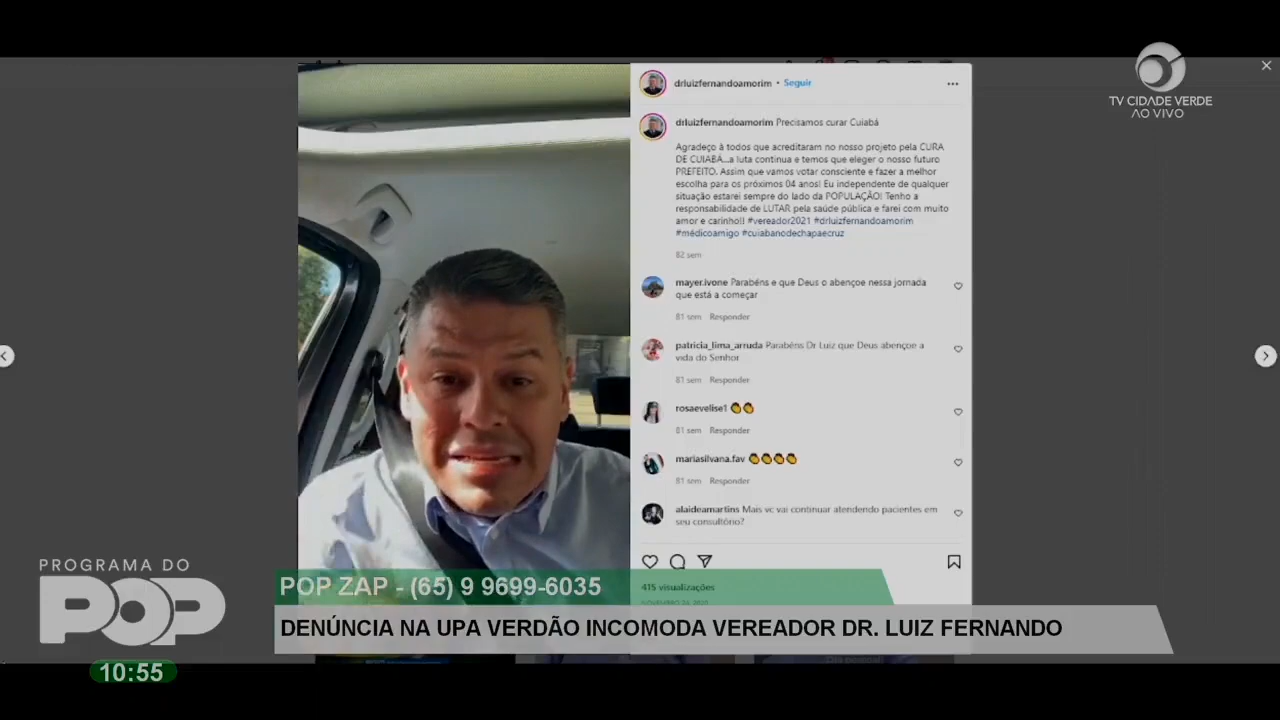 TV CIDADE VERDE
AO VIVO
drluizfernandoamorim • Seguir
drluizfernandoamorim Precisamos curar Cuiabá
Agradeço à todos que acreditaram no nosso projeto pela CURA
DE CUIABÁ...a luta continua e temos que eleger o nosso futuro
PREFEITO. Assim que vamos votar consciente e fazer a melhor
escolha para os próximos 04 anos! Eu independente de qualquer
situação estarei sempre do lado da POPULAÇÃO! Tenho a
responsabilidade de LUTAR pela saúde pública e farei com muito
amor e carinho!! #vereador2021 #drluizfernandoamorim
#médicoamigo #cuiabanodechapaecruz
82 sem
mayer.ivone Parabéns e que Deus o abençoe nessa jornada
que está a começar
81 sem Responder
patricia_lima_arruda Parabéns Dr Luiz que Deus abençoe a
vida do Senhor
81 sem Responder
rosaevelise1 👏👏
81 sem Responder
mariasilvana.fav 👏👏👏👏
81 sem Responder
alaideamartins Mais vc vai continuar atendendo pacientes em
seu consultório?
415 visualizações
PROGRAMA DO
POP
10:55
POP ZAP - (65) 9 9699-6035
DENÚNCIA NA UPA VERDÃO INCOMODA VEREADOR DR. LUIZ FERNANDO